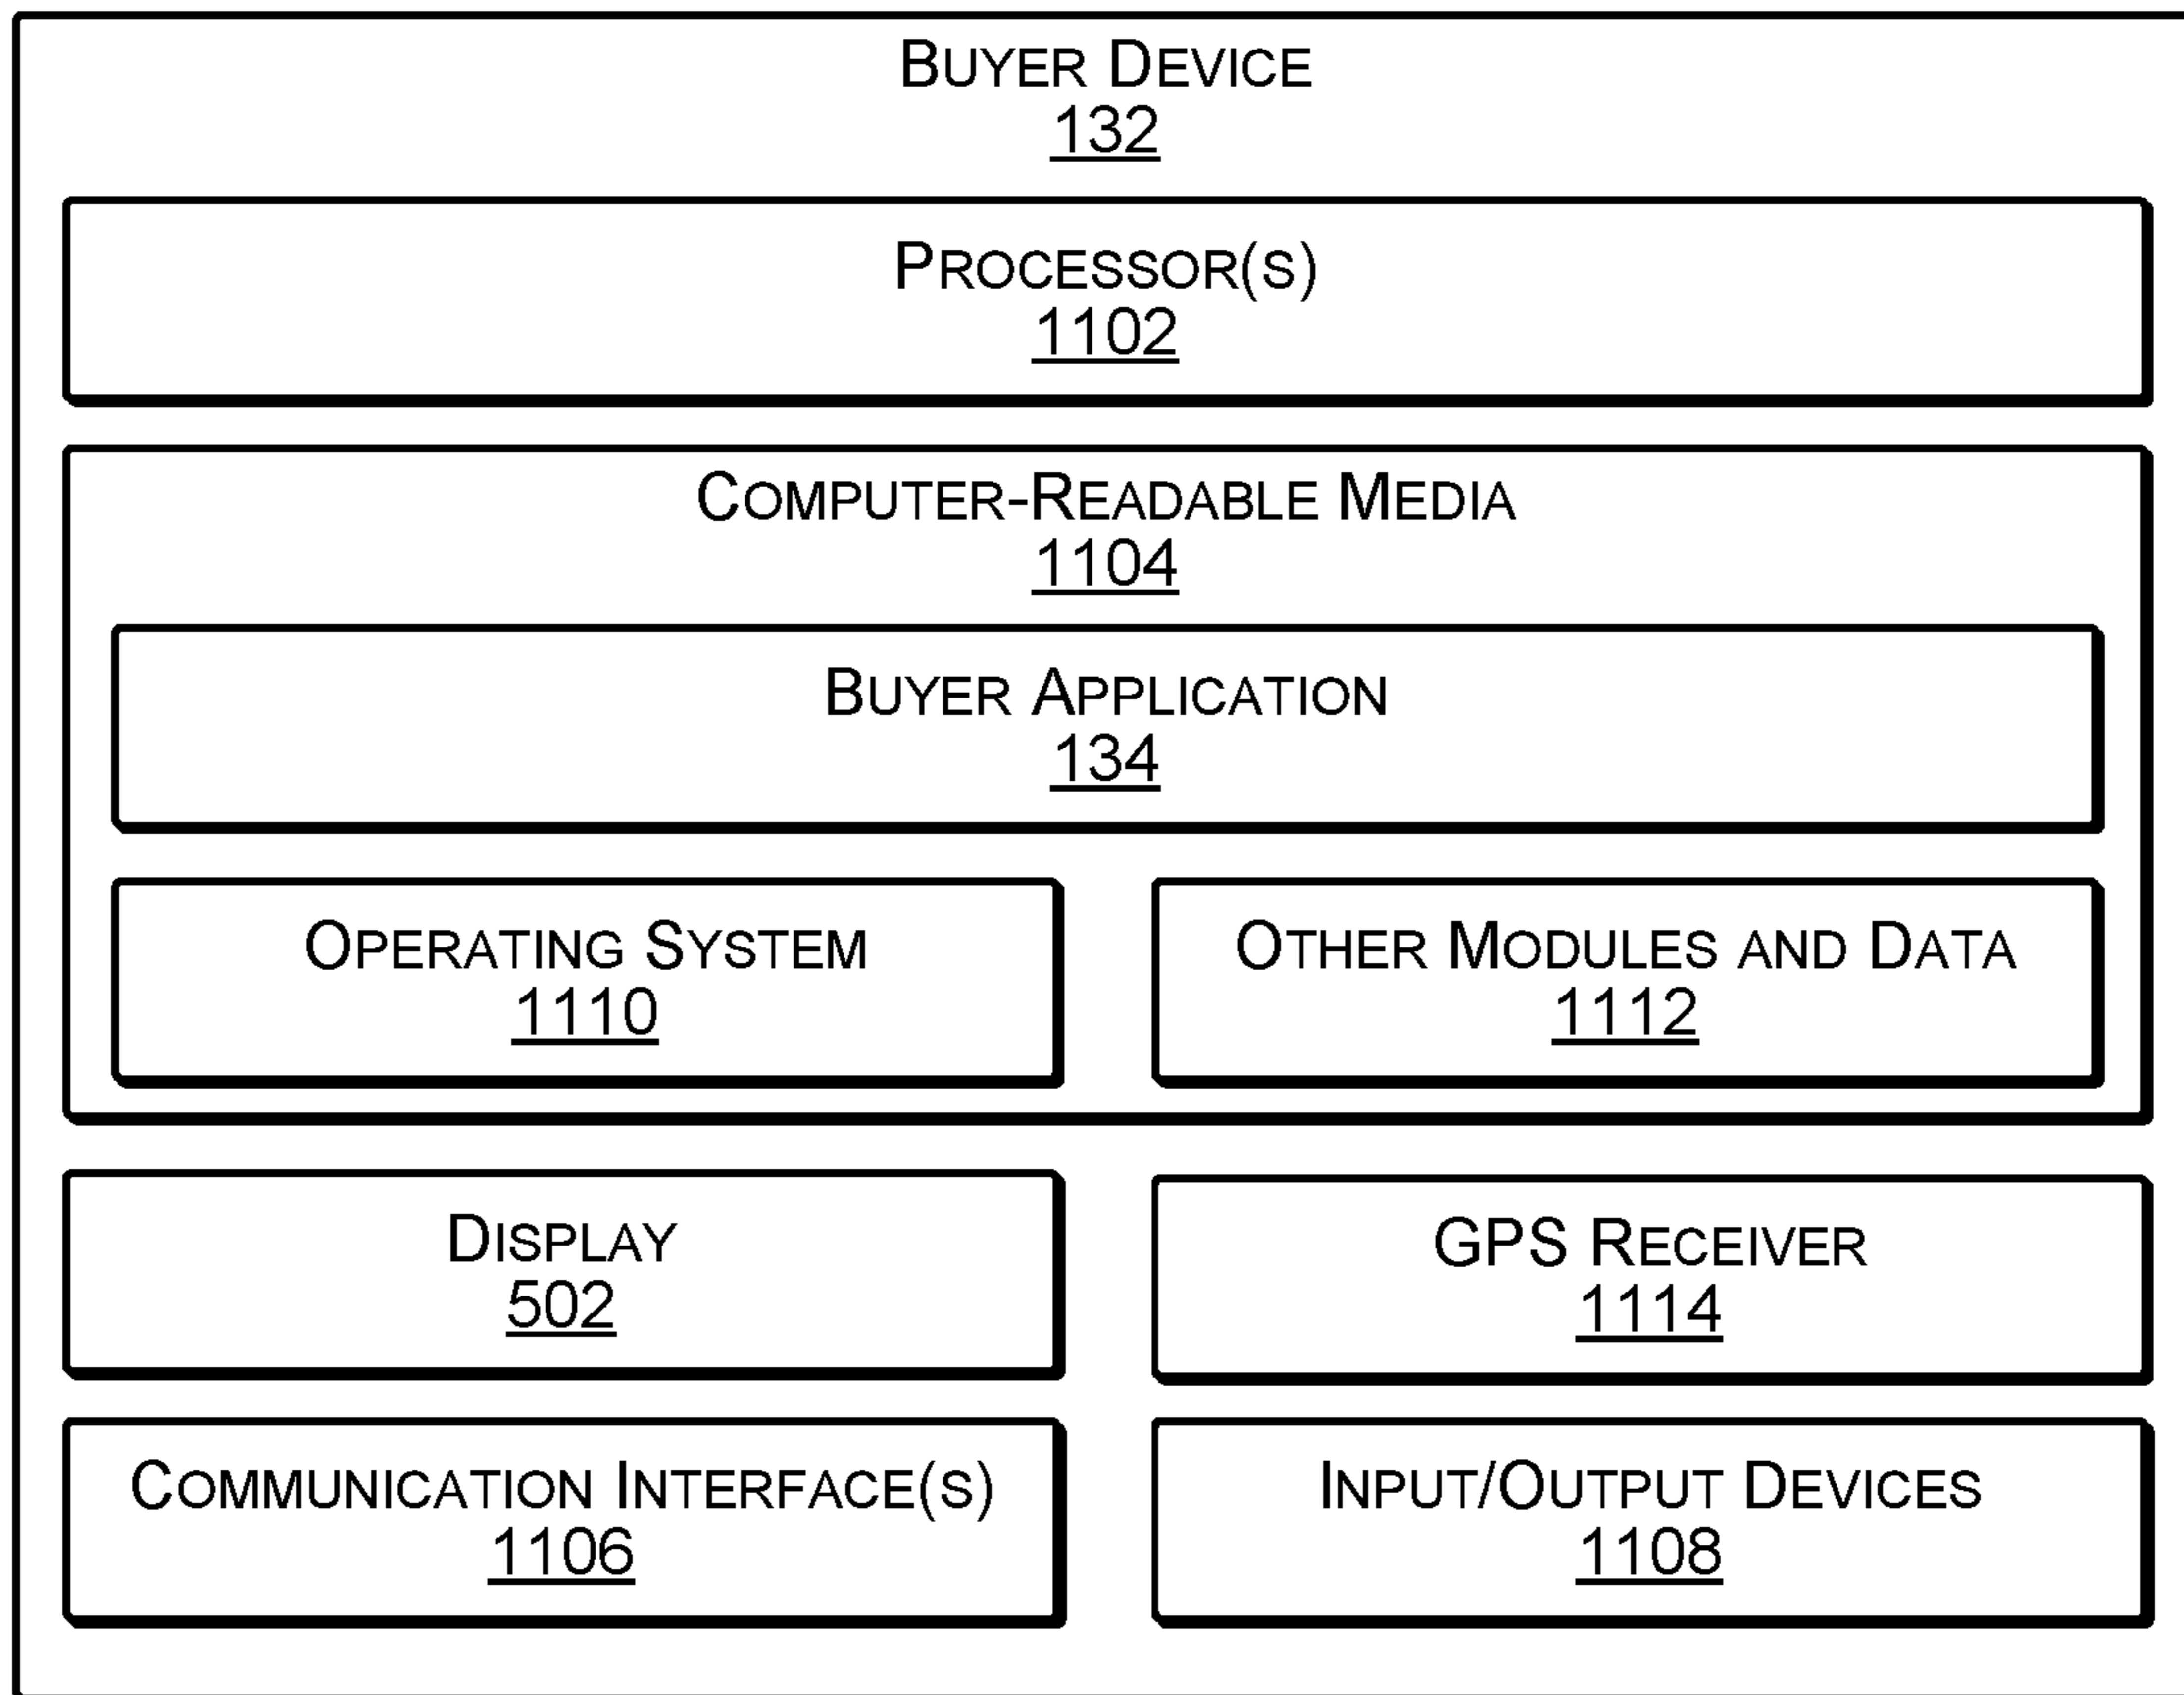 BUYER DEVICE
132
PROCESSOR(S)
1102
COMPUTER-READABLE MEDIA
1104
BUYER APPLICATION
134
OPERATING SYSTEM
1110
OTHER MODULES AND DATA
1112
DISPLAY
502
GPS RECEIVER
1114
COMMUNICATION INTERFACE(S)
1106
INPUT/OUTPUT DEVICES
1108